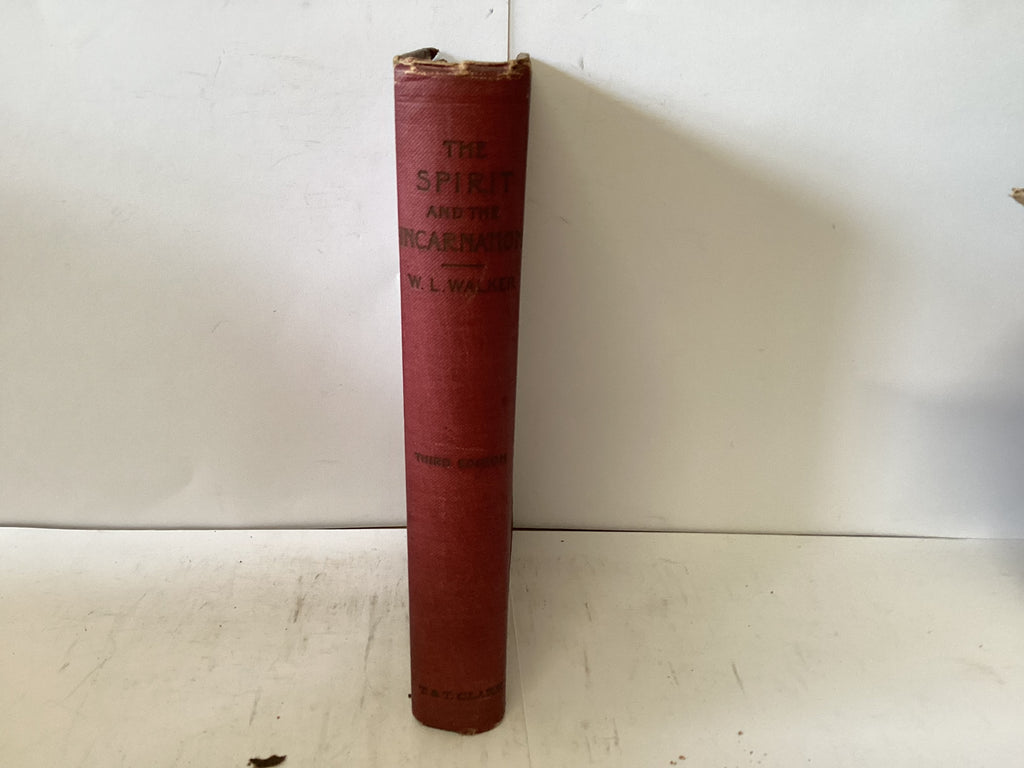 THE
SPIRIT
AND THE
INCARNATION
W. L. WALKER
THIRD EDITION
T & T. CLARK